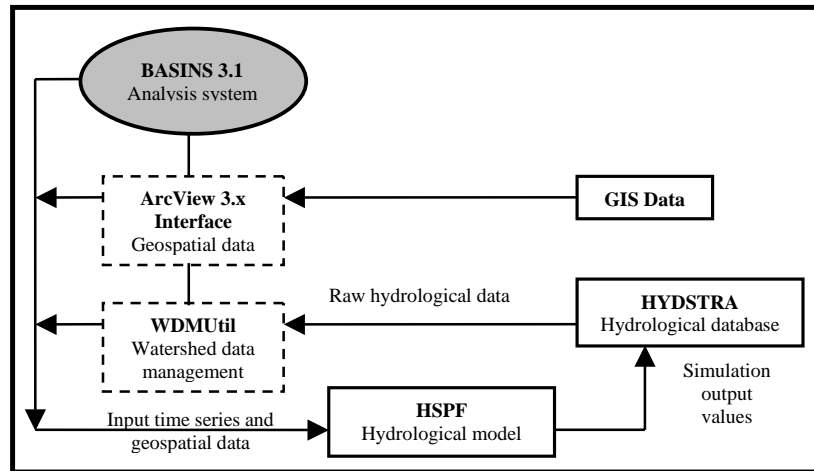 BASINS 3.1
Analysis system
ArcView 3.x
Interface
Geospatial data
GIS Data
Raw hydrological data
WDMUtil
Watershed data
management
HYDSTRA
Hydrological database
Simulation
output
values
Input time series and
geospatial data
HSPF
Hydrological model